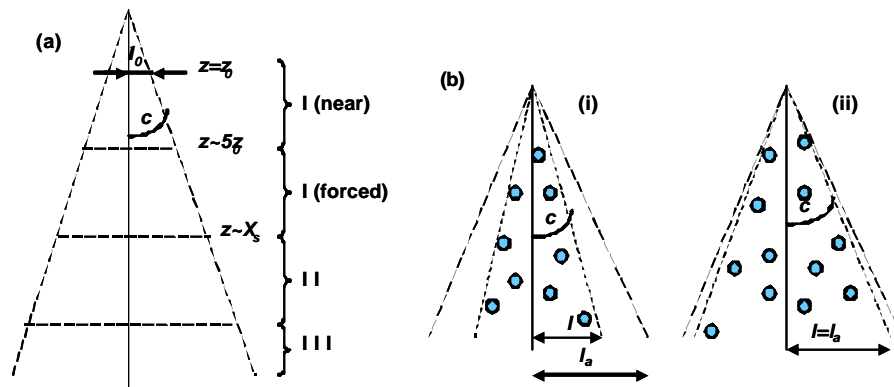 (a)
l₀
z=z₀
I (near)
c
z~5z₀
I (forced)
z~Xₛ
I I
I I I
(b)
(i)
c
l
lₐ
(ii)
c
l=lₐ